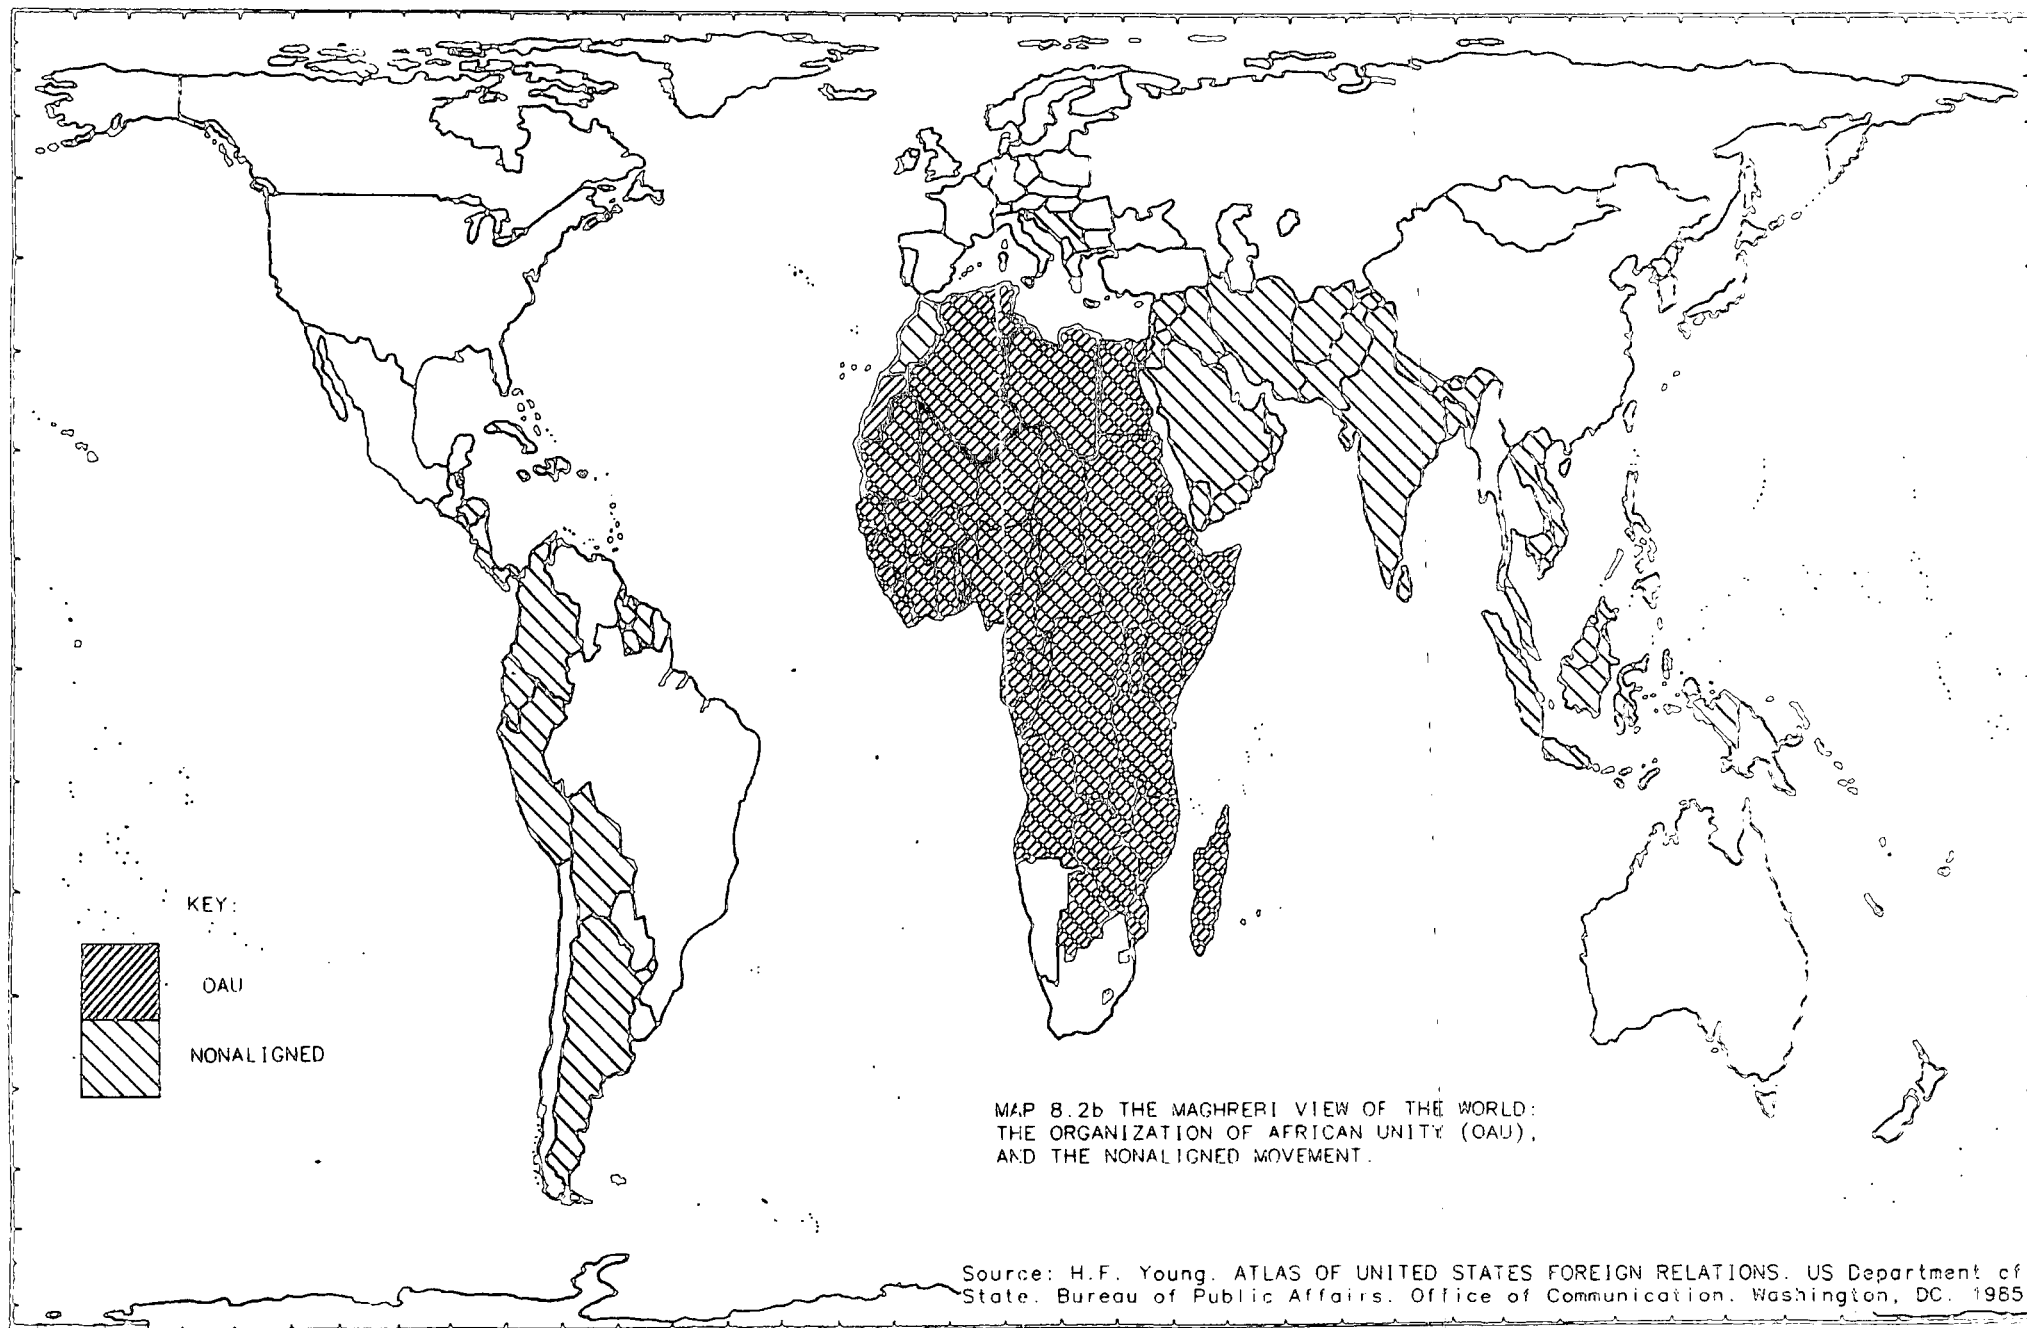 KEY:
OAU
NONALIGNED
MAP 8.2b THE MAGHRERI VIEW OF THE WORLD:
THE ORGANIZATION OF AFRICAN UNITY (OAU),
AND THE NONALIGNED MOVEMENT.
Source: H.F. Young. ATLAS OF UNITED STATES FOREIGN RELATIONS. US Department of
State. Bureau of Public Affairs. Office of Communication. Washington, DC. 1985